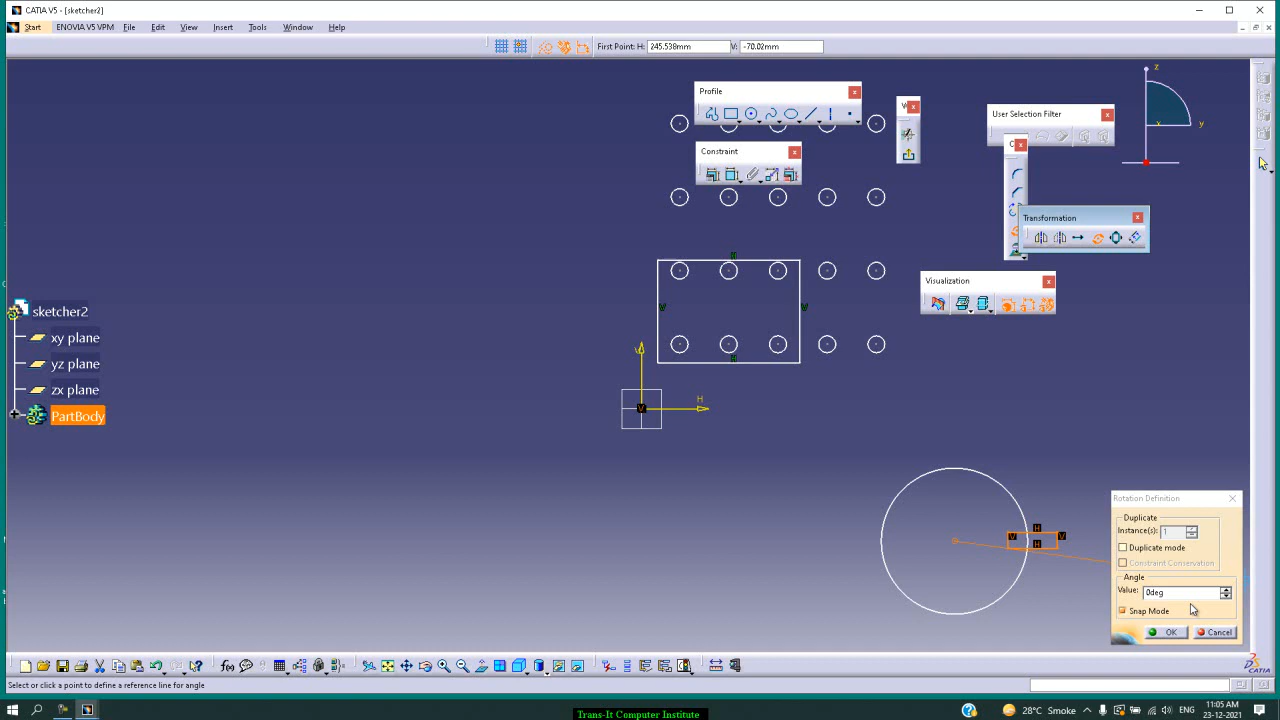 CATIA V5 - [sketcher2]
Start ENOVIA V5 VPM File Edit View Insert Tools Window Help
First Point: H: 245.538mm V: -70.02mm
Profile
Constraint
User Selection Filter
Transformation
Visualization
z
x y
H
V
H
V V
H
V
H
V
H
V V
H
sketcher2
xy plane
yz plane
zx plane
PartBody
Rotation Definition
Duplicate
Instance(s): 1
Duplicate mode
Constraint Conservation
Angle
Value: 0deg
Snap Mode
OK Cancel
f(x)
CATIA
Select or click a point to define a reference line for angle
Trans-It Computer Institute
28°C Smoke ENG 11:05 AM
23-12-2021